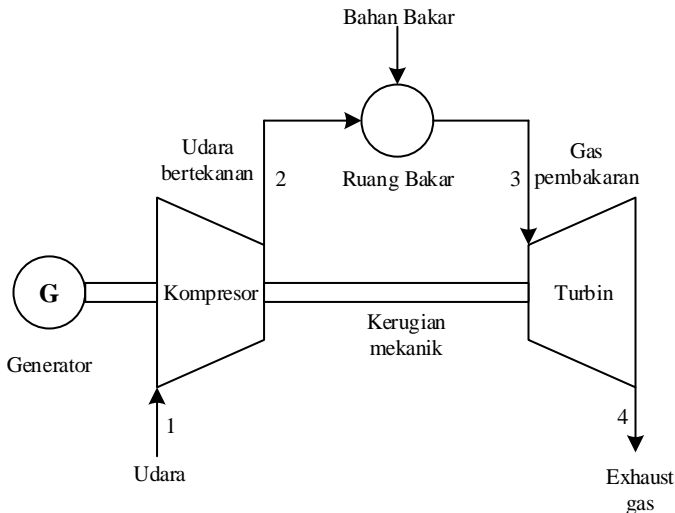 Bahan Bakar
Udara
bertekanan
2
Ruang Bakar
3
Gas
pembakaran
G
Kompresor
Turbin
Generator
Kerugian
mekanik
1
4
Udara
Exhaust
gas